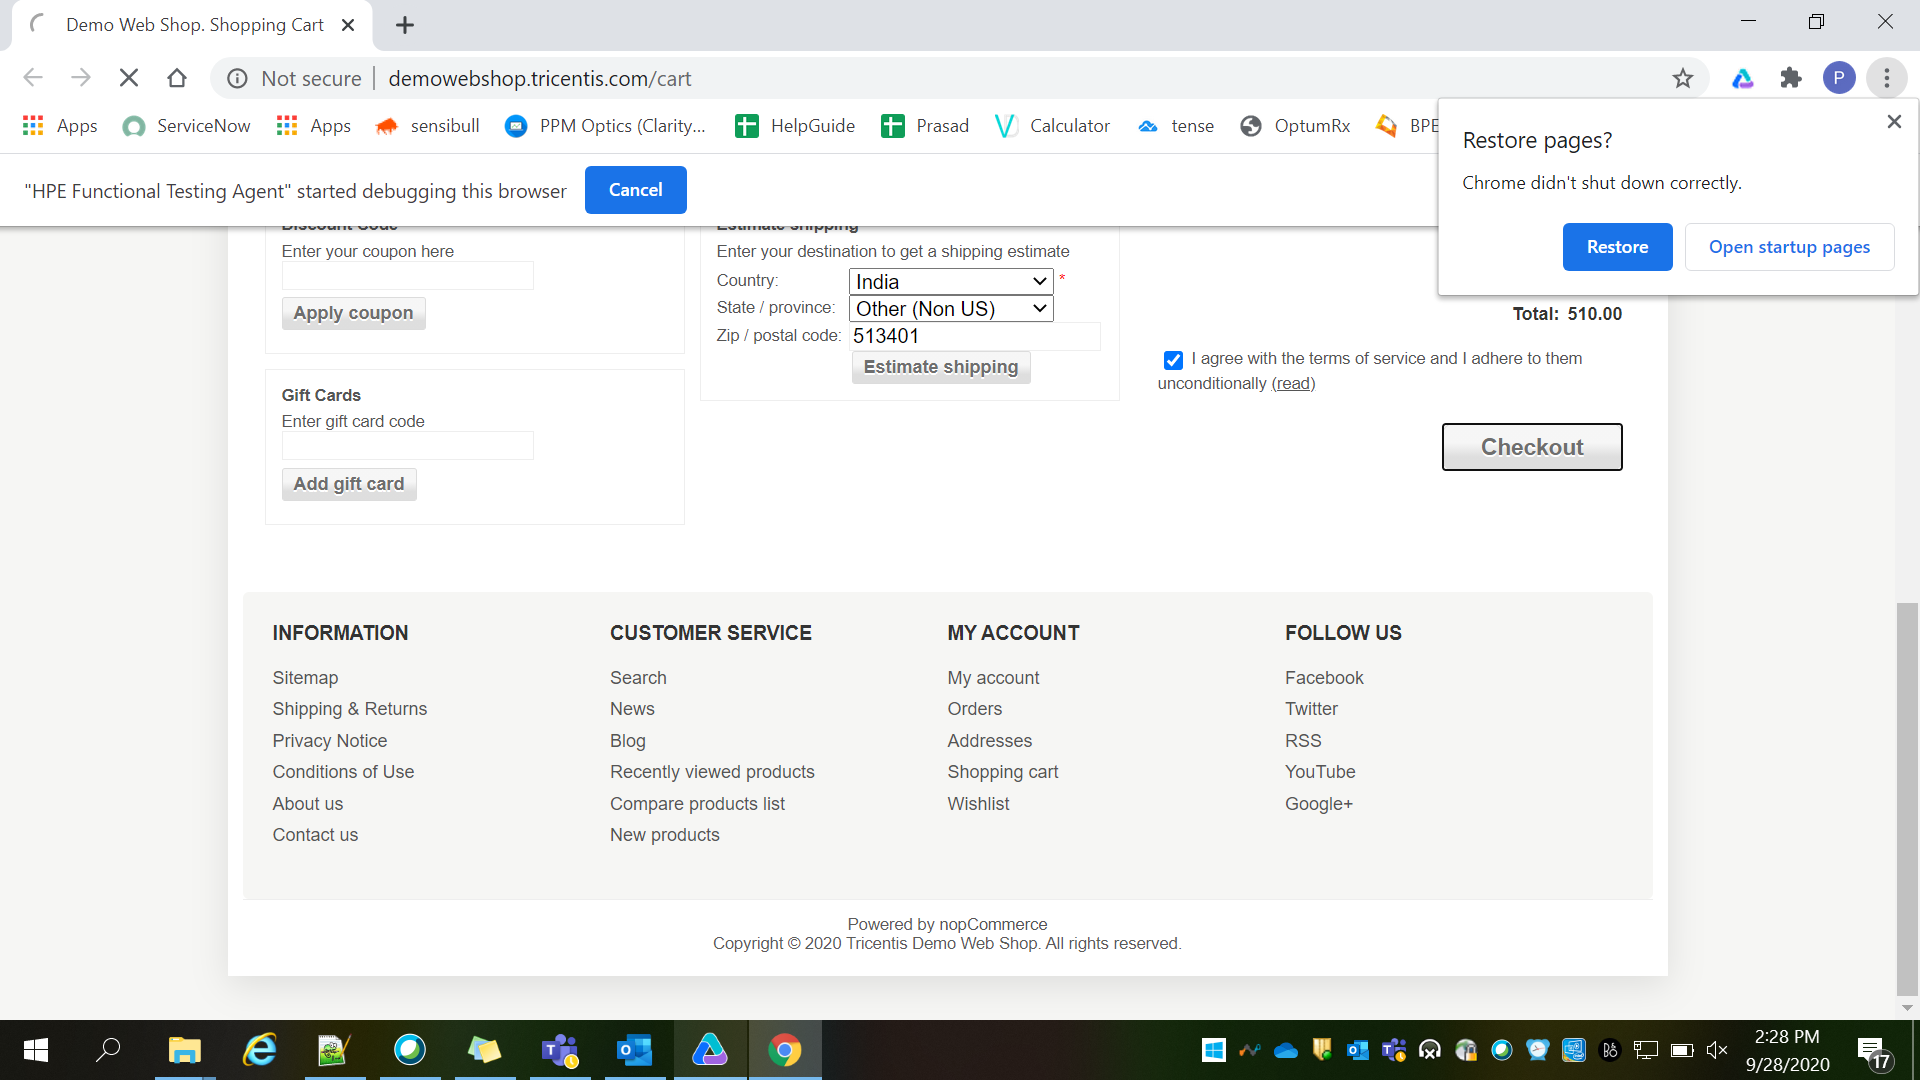 Demo Web Shop. Shopping Cart
Not secure demowebshop.tricentis.com/cart
P
Apps ServiceNow Apps sensibull PPM Optics (Clarity... HelpGuide Prasad Calculator tense OptumRx BPE
Restore pages?
Chrome didn't shut down correctly.
Restore Open startup pages
"HPE Functional Testing Agent" started debugging this browser Cancel
Discount Code
Enter your coupon here
Apply coupon
Gift Cards
Enter gift card code
Add gift card
Estimate shipping
Enter your destination to get a shipping estimate
Country: India *
State / province: Other (Non US)
Zip / postal code: 513401
Estimate shipping
Total: 510.00
I agree with the terms of service and I adhere to them
unconditionally (read)
Checkout
INFORMATION
Sitemap
Shipping & Returns
Privacy Notice
Conditions of Use
About us
Contact us
CUSTOMER SERVICE
Search
News
Blog
Recently viewed products
Compare products list
New products
MY ACCOUNT
My account
Orders
Addresses
Shopping cart
Wishlist
FOLLOW US
Facebook
Twitter
RSS
YouTube
Google+
Powered by nopCommerce
Copyright © 2020 Tricentis Demo Web Shop. All rights reserved.
2:28 PM
9/28/2020
17